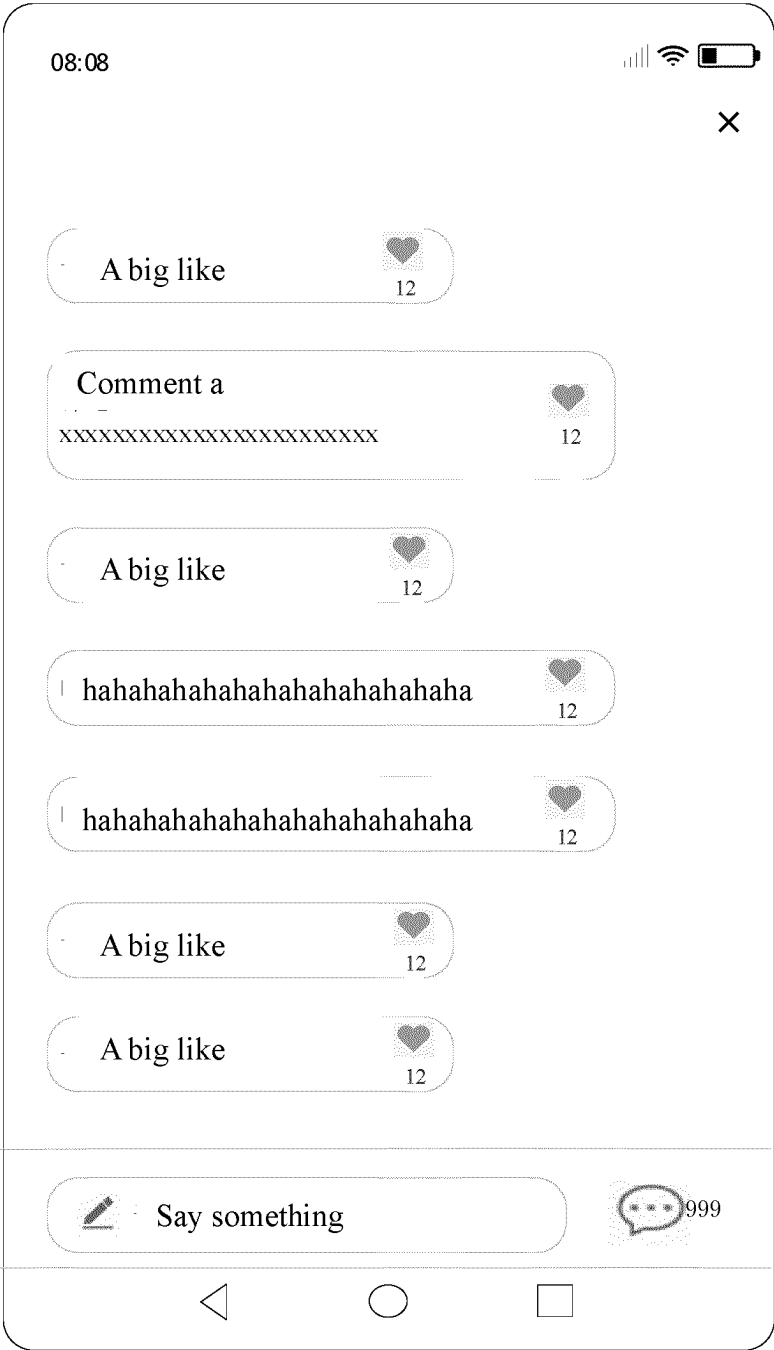 08:08
A big like
12
Comment a
xxxxxxxxxxxxxxxxxxxxxxxx
12
A big like
12
hahahahahahahahahahahahaha
12
hahahahahahahahahahahahaha
12
A big like
12
A big like
12
Say something
999